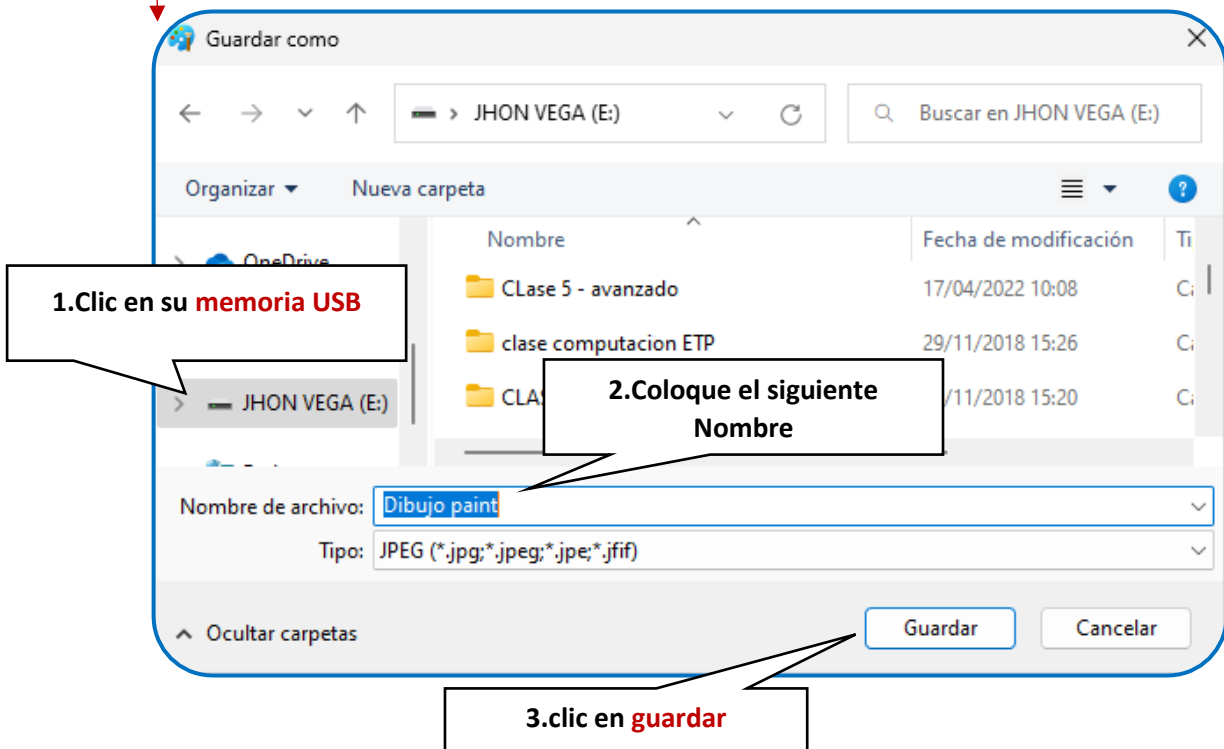 Guardar como
JHON VEGA (E:)
Buscar en JHON VEGA (E:)
Organizar
Nueva carpeta
Nombre
Fecha de modificación
OneDrive
1.Clic en su memoria USB
CLase 5 - avanzado
17/04/2022 10:08
clase computacion ETP
29/11/2018 15:26
JHON VEGA (E:)
2.Coloque el siguiente
Nombre
/11/2018 15:20
Nombre de archivo: Dibujo paint
Tipo: JPEG (*.jpg;*.jpeg;*.jpe;*.jfif)
Ocultar carpetas
Guardar
Cancelar
3.clic en guardar